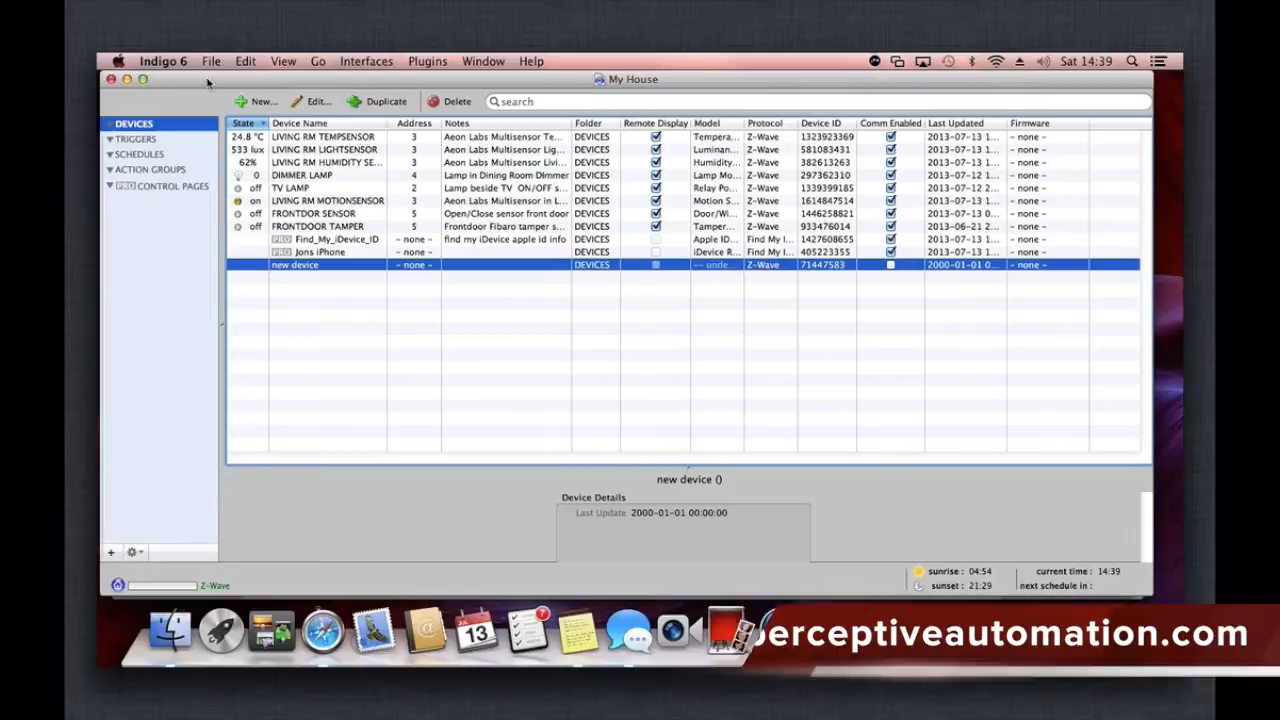 Indigo 6 File Edit View Go Interfaces Plugins Window Help Sat 14:39
My House
New... Edit... Duplicate Delete search
DEVICES
TRIGGERS
SCHEDULES
ACTION GROUPS
PRO CONTROL PAGES
State Device Name Address Notes Folder Remote Display Model Protocol Device ID Comm Enabled Last Updated Firmware
24.8 °C LIVING RM TEMPSENSOR 3 Aeon Labs Multisensor Te... DEVICES Tempera... Z-Wave 1323923369 2013-07-13 1... - none -
533 lux LIVING RM LIGHTSENSOR 3 Aeon Labs Multisensor Lig... DEVICES Luminan... Z-Wave 581083431 2013-07-13 1... - none -
62% LIVING RM HUMIDITY SE... 3 Aeon Labs Multisensor Te... DEVICES Humidity... Z-Wave 382613263 2013-07-13 1... - none -
0 DIMMER LAMP 4 Lamp in Dining Room DImmer DEVICES Lamp Mo... Z-Wave 297362310 2013-07-12 1... - none -
off TV LAMP 2 Lamp beside TV ON/OFF s... DEVICES Relay Po... Z-Wave 1339399185 2013-07-12 2... - none -
on LIVING RM MOTIONSENSOR 3 Aeon Labs Multisensor in L... DEVICES Motion S... Z-Wave 1614847514 2013-07-13 1... - none -
off FRONTDOOR SENSOR 5 Open/Close sensor front door DEVICES Door/Wi... Z-Wave 1446258821 2013-07-13 0... - none -
off FRONTDOOR TAMPER 5 Frontdoor Fibaro tamper s... DEVICES Tamper... Z-Wave 933476014 2013-06-21 2... - none -
PRO Find_My_iDevice_ID - none - find my iDevice apple id info DEVICES Apple ID... Find My I... 1427608655 2013-07-13 1... - none -
PRO Jons iPhone - none - DEVICES iDevice R... Find My I... 405223355 2013-07-13 1... - none -
new device - none - DEVICES -- unde... Z-Wave 71447583 2000-01-01 0... - none -
new device ()
Device Details
Last Update 2000-01-01 00:00:00
Z-Wave
sunrise : 04:54 current time : 14:39
sunset : 21:29 next schedule in :
JUL
13
7
perceptiveautomation.com